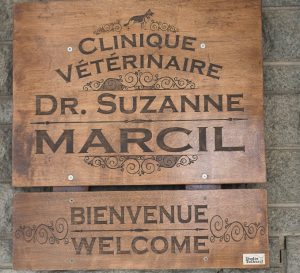 CLINIQUE
VÉTÉRINAIRE
DR. SUZANNE
MARCIL
BIENVENUE
WELCOME